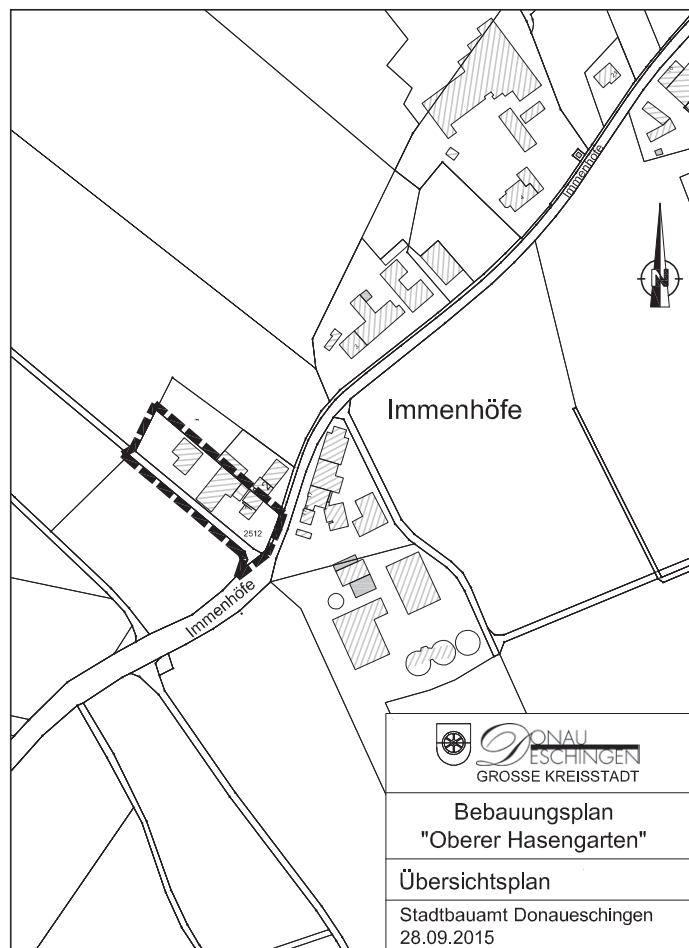 Immenhöfe
N
Immenhöfe
2512
Immenhöfe
DONAU
ESCHINGEN
GROSSE KREISSTADT
Bebauungsplan
"Oberer Hasengarten"
Übersichtsplan
Stadtbauamt Donaueschingen
28.09.2015